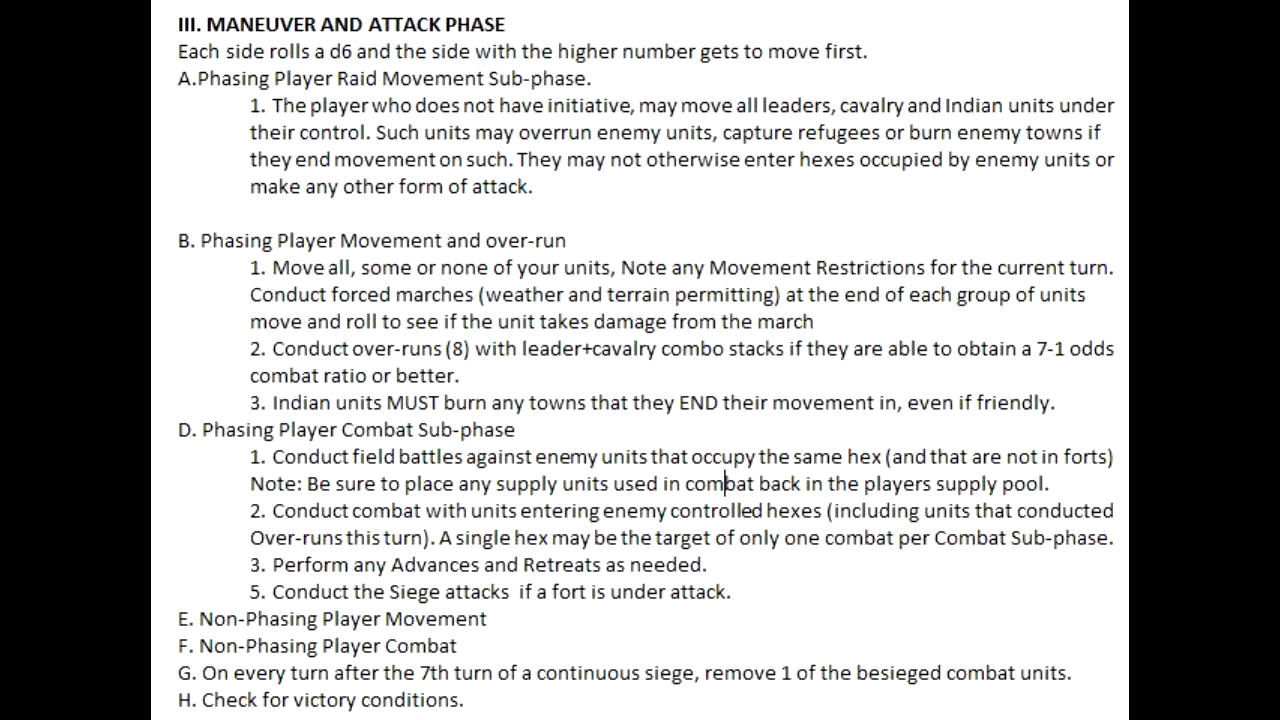 III. MANEUVER AND ATTACK PHASE
Each side rolls a d6 and the side with the higher number gets to move first.
A.Phasing Player Raid Movement Sub-phase.
1. The player who does not have initiative, may move all leaders, cavalry and Indian units under
their control. Such units may overrun enemy units, capture refugees or burn enemy towns if
they end movement on such. They may not otherwise enter hexes occupied by enemy units or
make any other form of attack.
B. Phasing Player Movement and over-run
1. Move all, some or none of your units, Note any Movement Restrictions for the current turn.
Conduct forced marches (weather and terrain permitting) at the end of each group of units
move and roll to see if the unit takes damage from the march
2. Conduct over-runs (8) with leader+cavalry combo stacks if they are able to obtain a 7-1 odds
combat ratio or better.
3. Indian units MUST burn any towns that they END their movement in, even if friendly.
D. Phasing Player Combat Sub-phase
1. Conduct field battles against enemy units that occupy the same hex (and that are not in forts)
Note: Be sure to place any supply units used in combat back in the players supply pool.
2. Conduct combat with units entering enemy controlled hexes (including units that conducted
Over-runs this turn). A single hex may be the target of only one combat per Combat Sub-phase.
3. Perform any Advances and Retreats as needed.
5. Conduct the Siege attacks  if a fort is under attack.
E. Non-Phasing Player Movement
F. Non-Phasing Player Combat
G. On every turn after the 7th turn of a continuous siege, remove 1 of the besieged combat units.
H. Check for victory conditions.